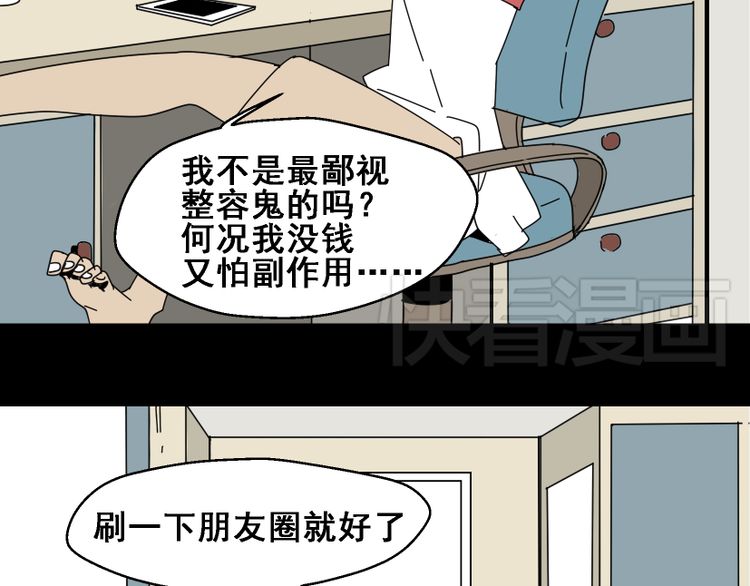 我不是最鄙视
整容鬼的吗？
何况我没钱
又怕副作用……
快看漫画
刷一下朋友圈就好了